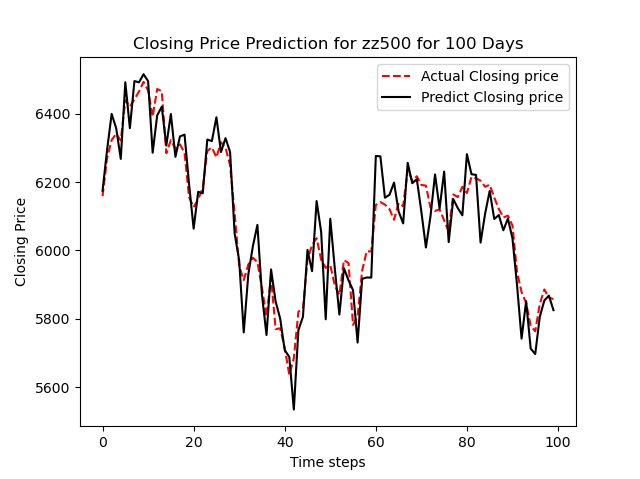 Closing Price Prediction for zz500 for 100 Days
Actual Closing price
Predict Closing price
Closing Price
6400
6200
6000
5800
5600
0 20 40 60 80 100
Time steps